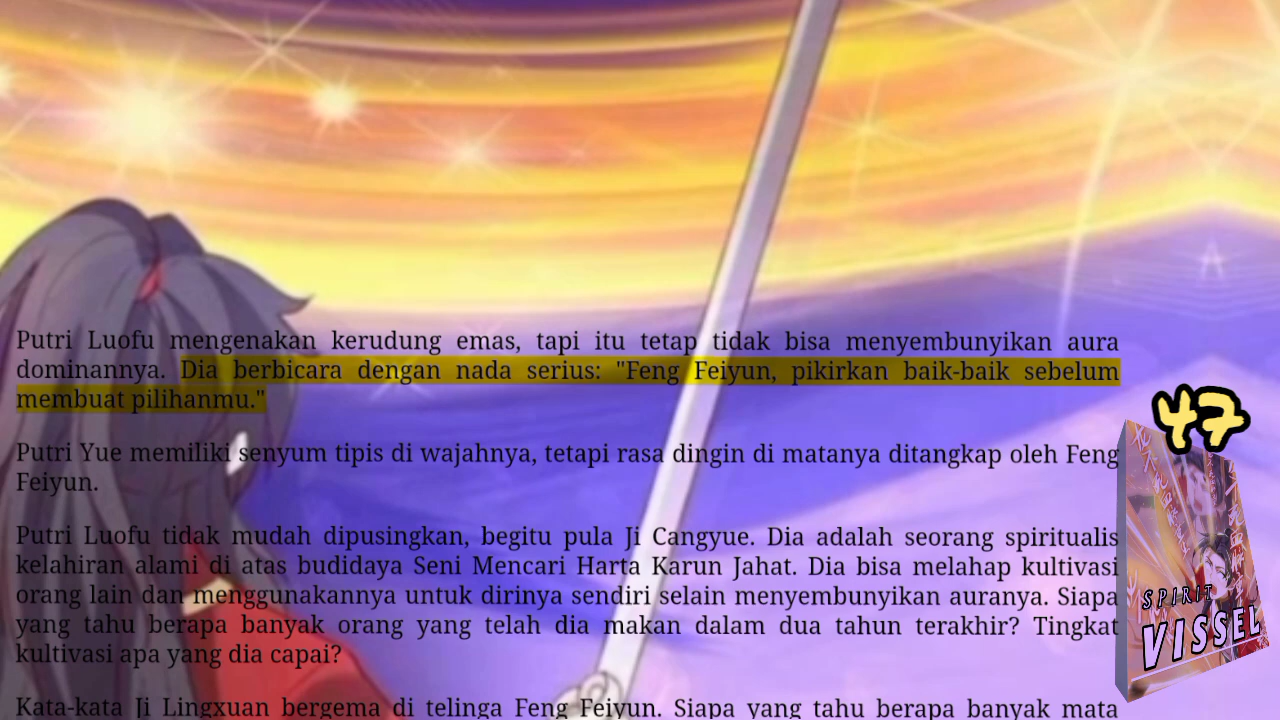 Putri Luofu mengenakan kerudung emas, tapi itu tetap tidak bisa menyembunyikan aura
dominannya. Dia berbicara dengan nada serius: "Feng Feiyun, pikirkan baik-baik sebelum
membuat pilihanmu."
Putri Yue memiliki senyum tipis di wajahnya, tetapi rasa dingin di matanya ditangkap oleh Feng
Feiyun.
Putri Luofu tidak mudah dipusingkan, begitu pula Ji Cangyue. Dia adalah seorang spiritualis
kelahiran alami di atas budidaya Seni Mencari Harta Karun Jahat. Dia bisa melahap kultivasi
orang lain dan menggunakannya untuk dirinya sendiri selain menyembunyikan auranya. Siapa
yang tahu berapa banyak orang yang telah dia makan dalam dua tahun terakhir? Tingkat
kultivasi apa yang dia capai?
Kata-kata Ji Lingxuan bergema di telinga Feng Feiyun. Siapa yang tahu berapa banyak mata
47
SPIRIT
VISSEL